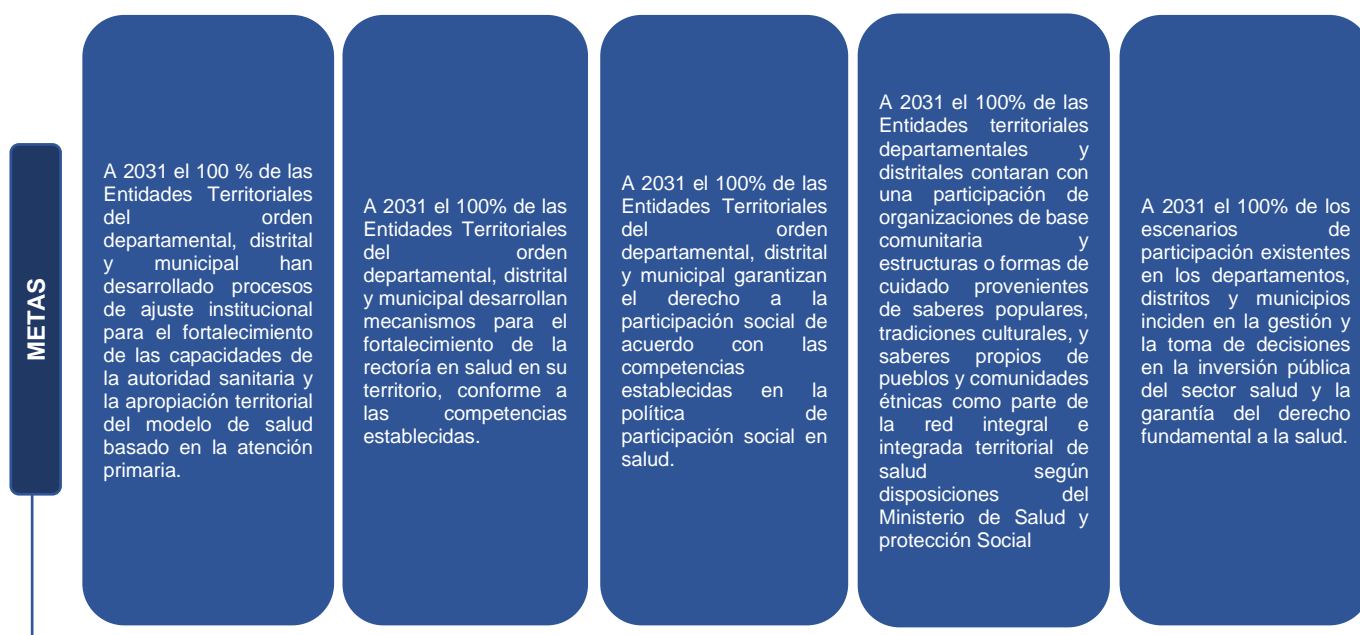 METAS
A 2031 el 100 % de las
Entidades Territoriales
del orden
departamental, distrital
y municipal han
desarrollado procesos
de ajuste institucional
para el fortalecimiento
de las capacidades de
la autoridad sanitaria y
la apropiación territorial
del modelo de salud
basado en la atención
primaria.
A 2031 el 100% de las
Entidades Territoriales
del orden
departamental, distrital
y municipal desarrollan
mecanismos para el
fortalecimiento de la
rectoría en salud en su
territorio, conforme a
las competencias
establecidas.
A 2031 el 100% de las
Entidades Territoriales
del orden
departamental, distrital
y municipal garantizan
el derecho a la
participación social de
acuerdo con las
competencias
establecidas en la
política de
participación social en
salud.
A 2031 el 100% de las
Entidades territoriales
departamentales y
distritales contaran con
una participación de
organizaciones de base
comunitaria y
estructuras o formas de
cuidado provenientes
de saberes populares,
tradiciones culturales, y
saberes propios de
pueblos y comunidades
étnicas como parte de
la red integral e
integrada territorial de
salud según
disposiciones del
Ministerio de Salud y
protección Social
A 2031 el 100% de los
escenarios de
participación existentes
en los departamentos,
distritos y municipios
inciden en la gestión y
la toma de decisiones
en la inversión pública
del sector salud y la
garantía del derecho
fundamental a la salud.